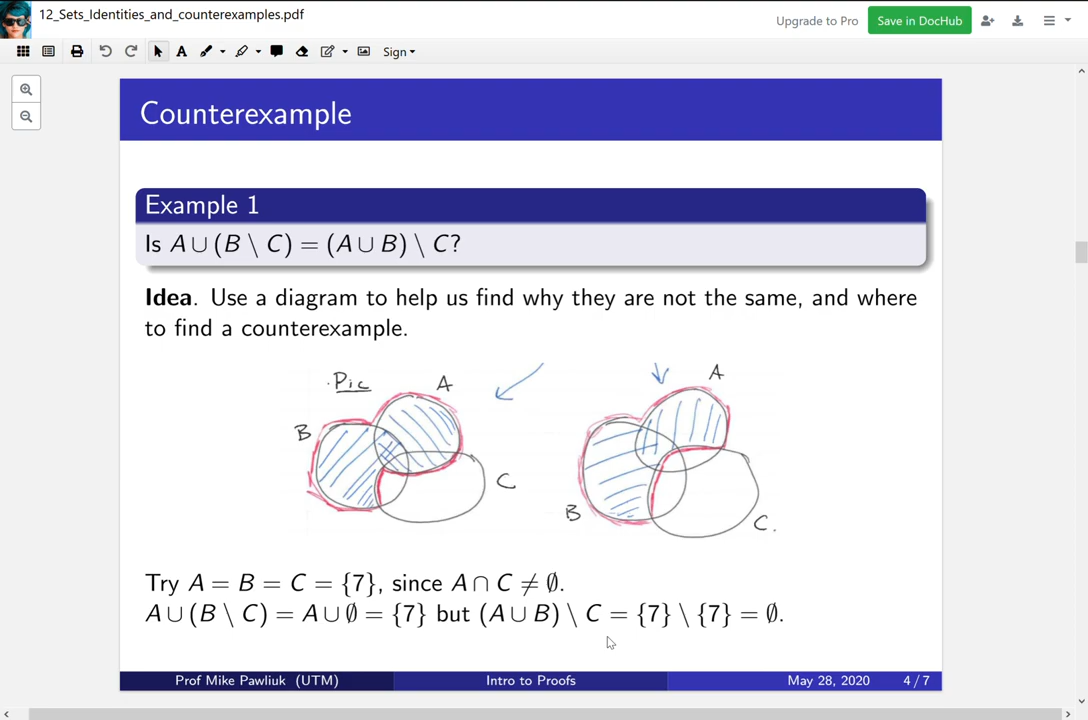 12_Sets_Identities_and_counterexamples.pdf
Upgrade to Pro
Save in DocHub
A
Sign
Counterexample
Example 1
Is A ∪ (B \ C) = (A ∪ B) \ C?
Idea. Use a diagram to help us find why they are not the same, and where
to find a counterexample.
Pic
A
B
C
A
B
C.
Try A = B = C = {7}, since A ∩ C ≠ ∅.
A ∪ (B \ C) = A ∪ ∅ = {7} but (A ∪ B) \ C = {7} \ {7} = ∅.
Prof Mike Pawliuk (UTM)
Intro to Proofs
May 28, 2020
4 / 7